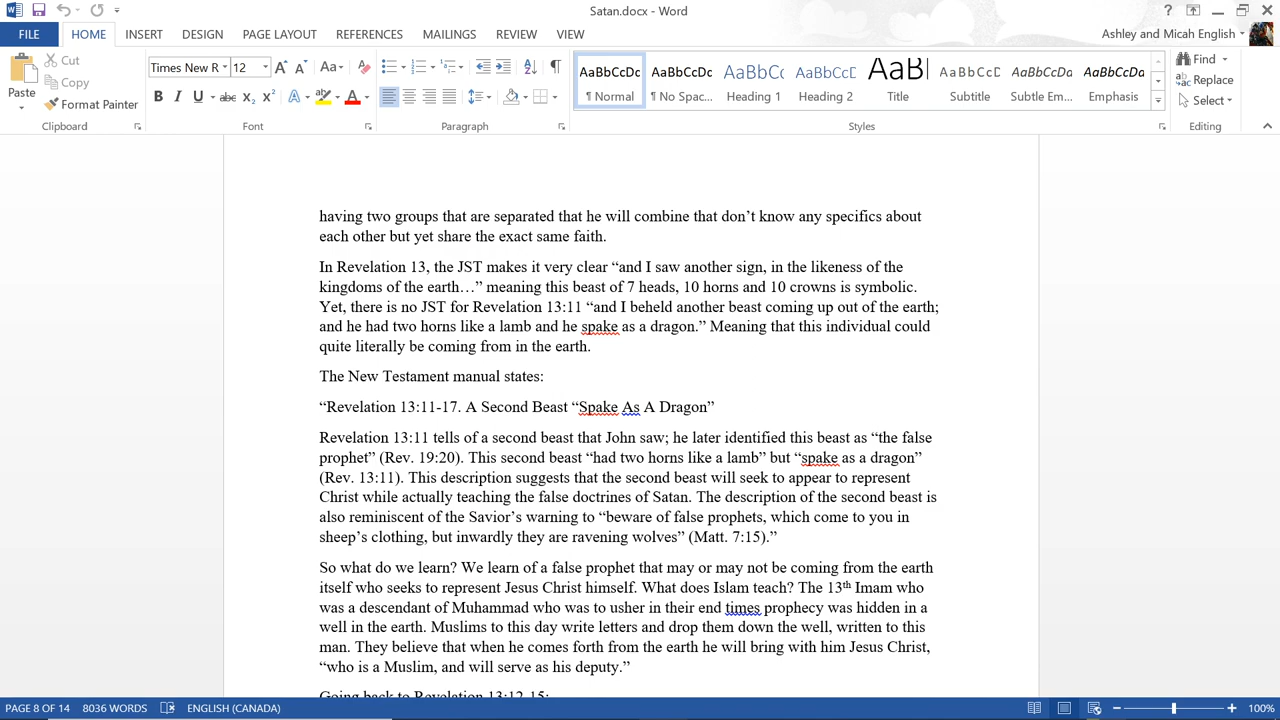 Satan.docx - Word
FILE HOME INSERT DESIGN PAGE LAYOUT REFERENCES MAILINGS REVIEW VIEW Ashley and Micah English
Paste
Cut
Copy
Format Painter
Clipboard
Times New R 12
Font
Paragraph
AaBbCcDc AaBbCcDc AaBbCc AaBbCcD AaBb AaBbCcD AaBbCcDa AaBbCcDa
¶ Normal ¶ No Spac... Heading 1 Heading 2 Title Subtitle Subtle Em... Emphasis
Styles
Find
Replace
Select
Editing
having two groups that are separated that he will combine that don’t know any specifics about
each other but yet share the exact same faith.
In Revelation 13, the JST makes it very clear “and I saw another sign, in the likeness of the
kingdoms of the earth…” meaning this beast of 7 heads, 10 horns and 10 crowns is symbolic.
Yet, there is no JST for Revelation 13:11 “and I beheld another beast coming up out of the earth;
and he had two horns like a lamb and he spake as a dragon.” Meaning that this individual could
quite literally be coming from in the earth.
The New Testament manual states:
“Revelation 13:11-17. A Second Beast “Spake As A Dragon”
Revelation 13:11 tells of a second beast that John saw; he later identified this beast as “the false
prophet” (Rev. 19:20). This second beast “had two horns like a lamb” but “spake as a dragon”
(Rev. 13:11). This description suggests that the second beast will seek to appear to represent
Christ while actually teaching the false doctrines of Satan. The description of the second beast is
also reminiscent of the Savior’s warning to “beware of false prophets, which come to you in
sheep’s clothing, but inwardly they are ravening wolves” (Matt. 7:15).”
So what do we learn? We learn of a false prophet that may or may not be coming from the earth
itself who seeks to represent Jesus Christ himself. What does Islam teach? The 13th Imam who
was a descendant of Muhammad who was to usher in their end times prophecy was hidden in a
well in the earth. Muslims to this day write letters and drop them down the well, written to this
man. They believe that when he comes forth from the earth he will bring with him Jesus Christ,
“who is a Muslim, and will serve as his deputy.”
Going back to Revelation 13:12-15:
PAGE 8 OF 14 8036 WORDS ENGLISH (CANADA) 100%